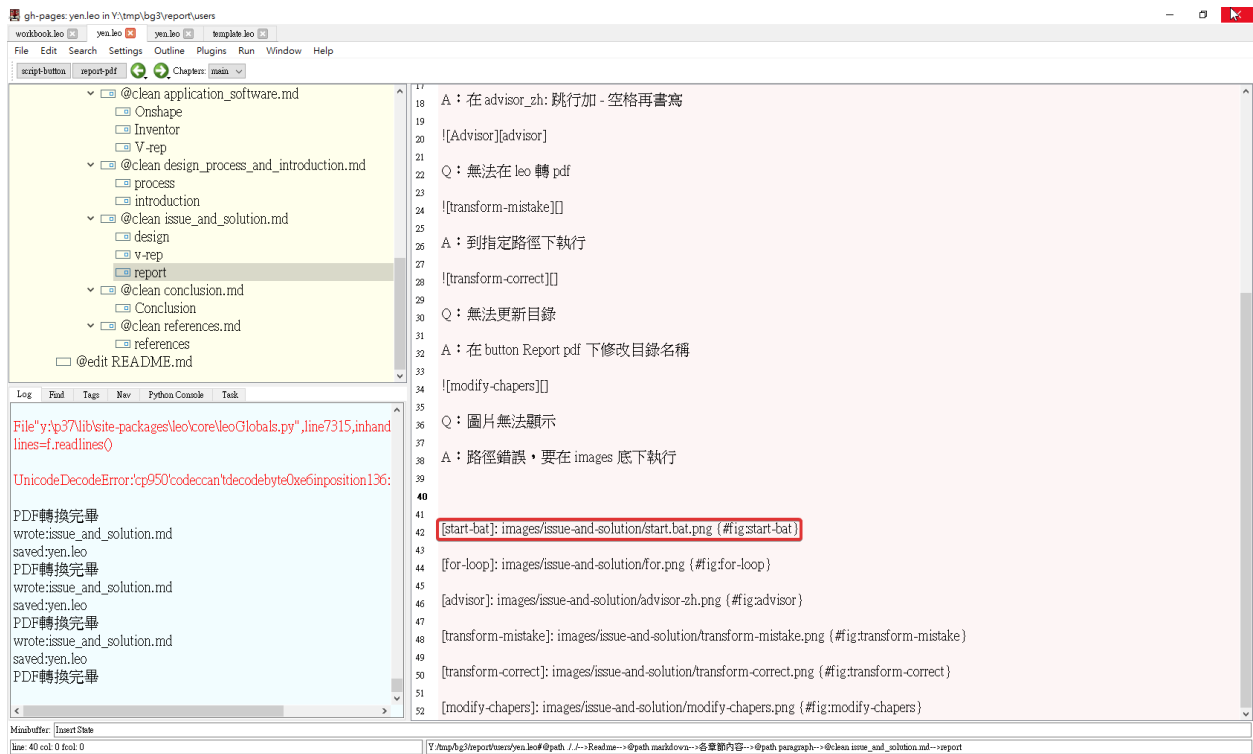 gh-pages: yen.leo in Y:\tmp\bg3\report\users
workbook.leo yen.leo yen.leo template.leo
File Edit Search Settings Outline Plugins Run Window Help
script-button report-pdf Chapters: main
@clean application_software.md
Onshape
Inventor
V-rep
@clean design_process_and_introduction.md
process
introduction
@clean issue_and_solution.md
design
v-rep
report
@clean conclusion.md
Conclusion
@clean references.md
references
@edit README.md
Log Find Tags Nav Python Console Task
File"y:\p37\lib\site-packages\leo\core\leoGlobals.py",line7315,inhand
lines=f.readlines()
UnicodeDecodeError:'cp950'codeccan'tdecodebyte0xe6inposition136:
PDF轉換完畢
wrote:issue_and_solution.md
saved:yen.leo
PDF轉換完畢
wrote:issue_and_solution.md
saved:yen.leo
PDF轉換完畢
wrote:issue_and_solution.md
saved:yen.leo
PDF轉換完畢
17
18 A：在 advisor_zh: 跳行加 - 空格再書寫
19
20 ![Advisor][advisor]
21
22 Q：無法在 leo 轉 pdf
23
24 ![transform-mistake][]
25
26 A：到指定路徑下執行
27
28 ![transform-correct][]
29
30 Q：無法更新目錄
31
32 A：在 button Report pdf 下修改目錄名稱
33
34 ![modify-chapers][]
35
36 Q：圖片無法顯示
37
38 A：路徑錯誤，要在 images 底下執行
39
40
41
42 [start-bat]: images/issue-and-solution/start.bat.png {#fig:start-bat}
43
44 [for-loop]: images/issue-and-solution/for.png {#fig:for-loop}
45
46 [advisor]: images/issue-and-solution/advisor-zh.png {#fig:advisor}
47
48 [transform-mistake]: images/issue-and-solution/transform-mistake.png {#fig:transform-mistake}
49
50 [transform-correct]: images/issue-and-solution/transform-correct.png {#fig:transform-correct}
51
52 [modify-chapers]: images/issue-and-solution/modify-chapers.png {#fig:modify-chapers}
Minibuffer: Insert State
line: 40 col: 0 fcol: 0
Y:/tmp/bg3/report/users/yen.leo#@path ./../-->Readme-->@path markdown-->各章節內容-->@path paragraph-->@clean issue_and_solution.md-->report